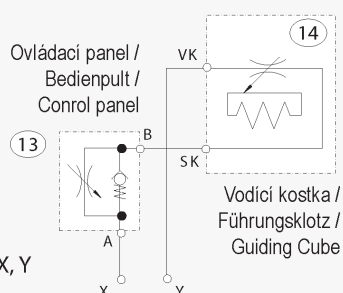 14
Ovládací panel /
Bedienpult /
Conrol panel
VK
13
B
SK
A
Vodící kostka /
Führungsklotz /
Guiding Cube
X, Y
X
Y